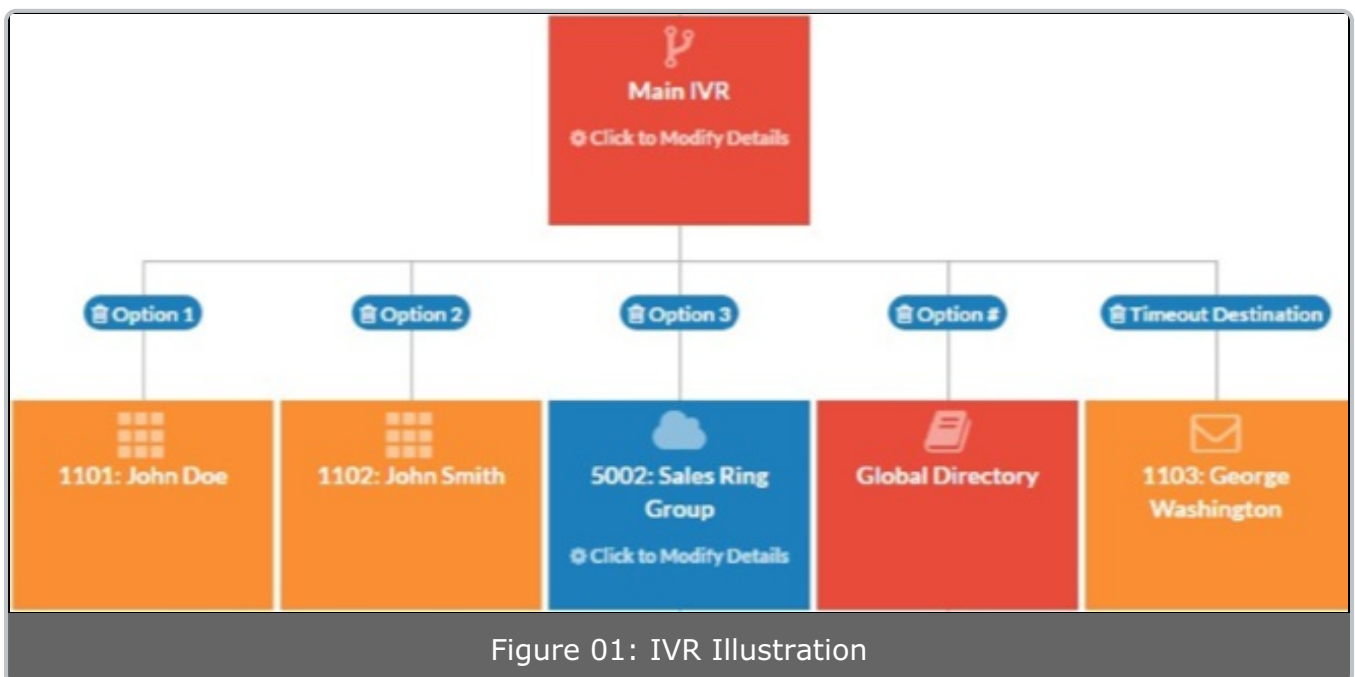 Main IVR
Click to Modify Details
Option 1
Option 2
Option 3
Option #
Timeout Destination
1101: John Doe
1102: John Smith
5002: Sales Ring
Group
Click to Modify Details
Global Directory
1103: George
Washington
Figure 01: IVR Illustration